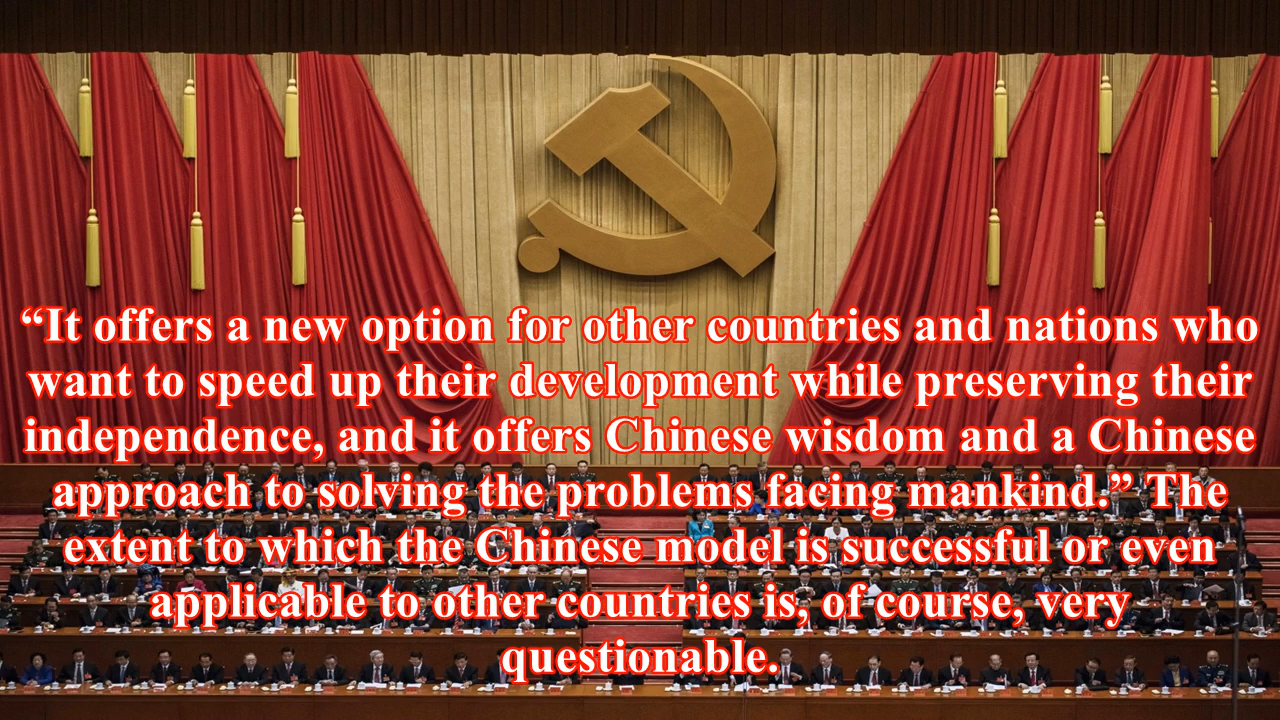 “It offers a new option for other countries and nations who
want to speed up their development while preserving their
independence, and it offers Chinese wisdom and a Chinese
approach to solving the problems facing mankind.” The
extent to which the Chinese model is successful or even
applicable to other countries is, of course, very
questionable.